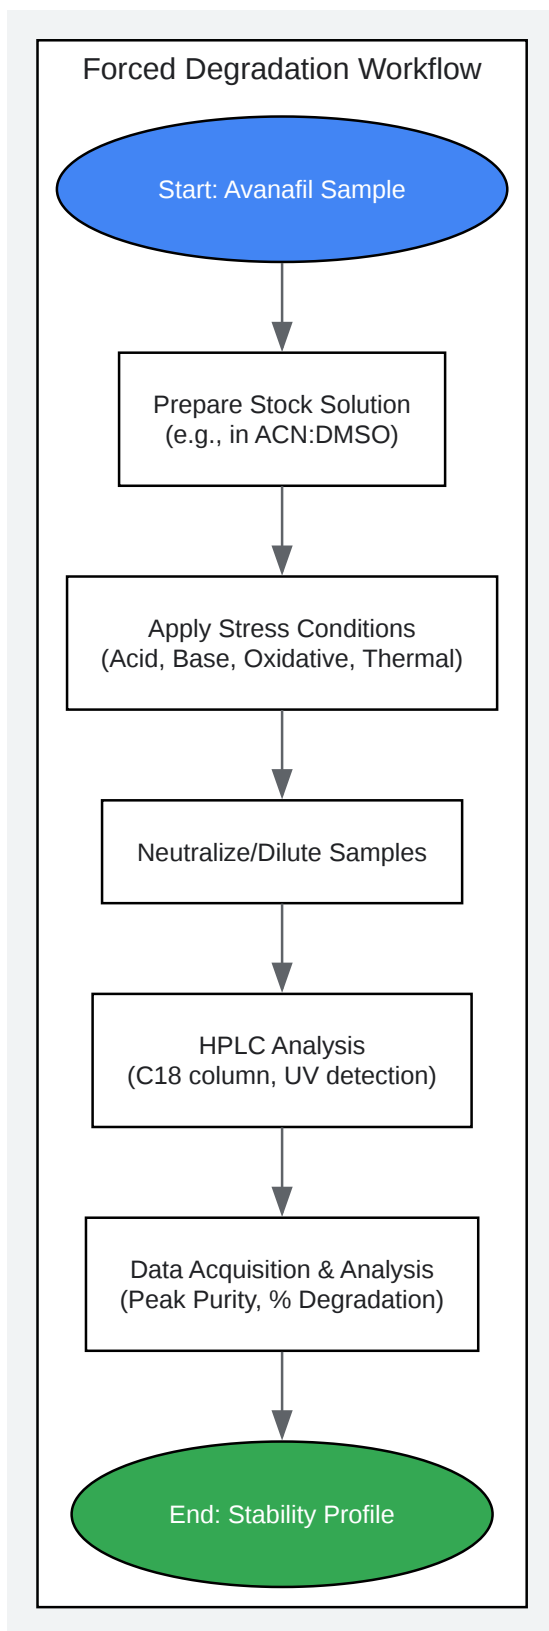 Forced Degradation Workflow
Start: Avanafil Sample
Prepare Stock Solution
(e.g., in ACN:DMSO)
Apply Stress Conditions
(Acid, Base, Oxidative, Thermal)
Neutralize/Dilute Samples
HPLC Analysis
(C18 column, UV detection)
Data Acquisition & Analysis
(Peak Purity, % Degradation)
End: Stability Profile